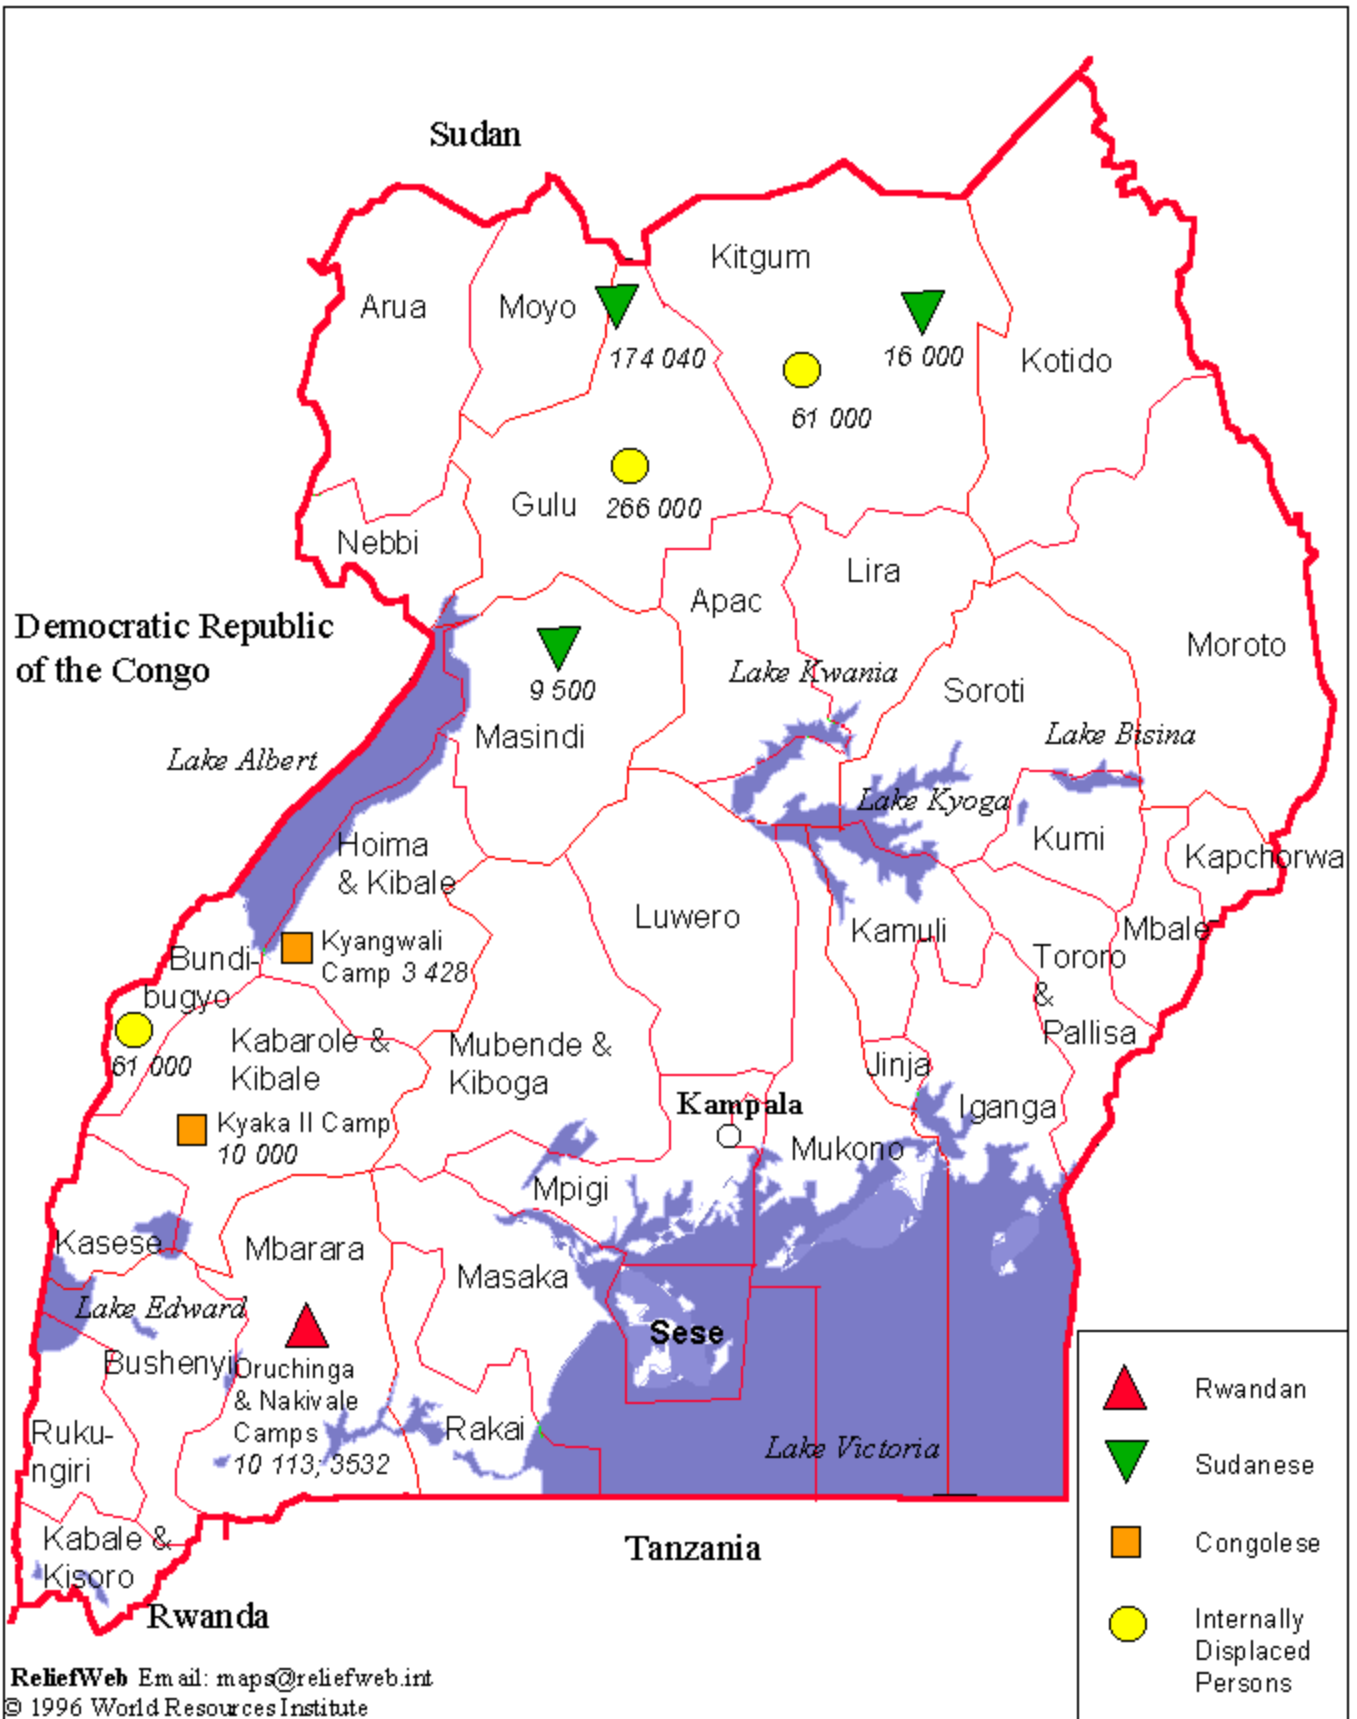 Sudan
Kitgum
Arua
Moyo
174 040
16 000
Kotido
61 000
Gulu
266 000
Nebbi
Lira
Apac
Democratic Republic
of the Congo
Moroto
Lake Kwania
9 500
Soroti
Masindi
Lake Bisina
Lake Albert
Lake Kyoga
Hoima
& Kibale
Kumi
Kapchorwa
Luwero
Kamuli
Mbale
Kyangwali
Camp 3 428
Bundi-
bugyo
Tororo
&
Pallisa
61 000
Kabarole &
Kibale
Mubende &
Kiboga
Jinja
Kampala
Iganga
Kyaka II Camp
10 000
Mukono
Mpigi
Kasese
Mbarara
Masaka
Lake Edward
Sese
Bushenyi
Oruchinga
& Nakivale
Camps
10 113; 3532
Rakai
Ruku-
ngiri
Lake Victoria
Kabale &
Kisoro
Tanzania
Rwanda
Rwandan
Sudanese
Congolese
Internally
Displaced
Persons
ReliefWeb Email: maps@reliefweb.int
© 1996 World Resources Institute